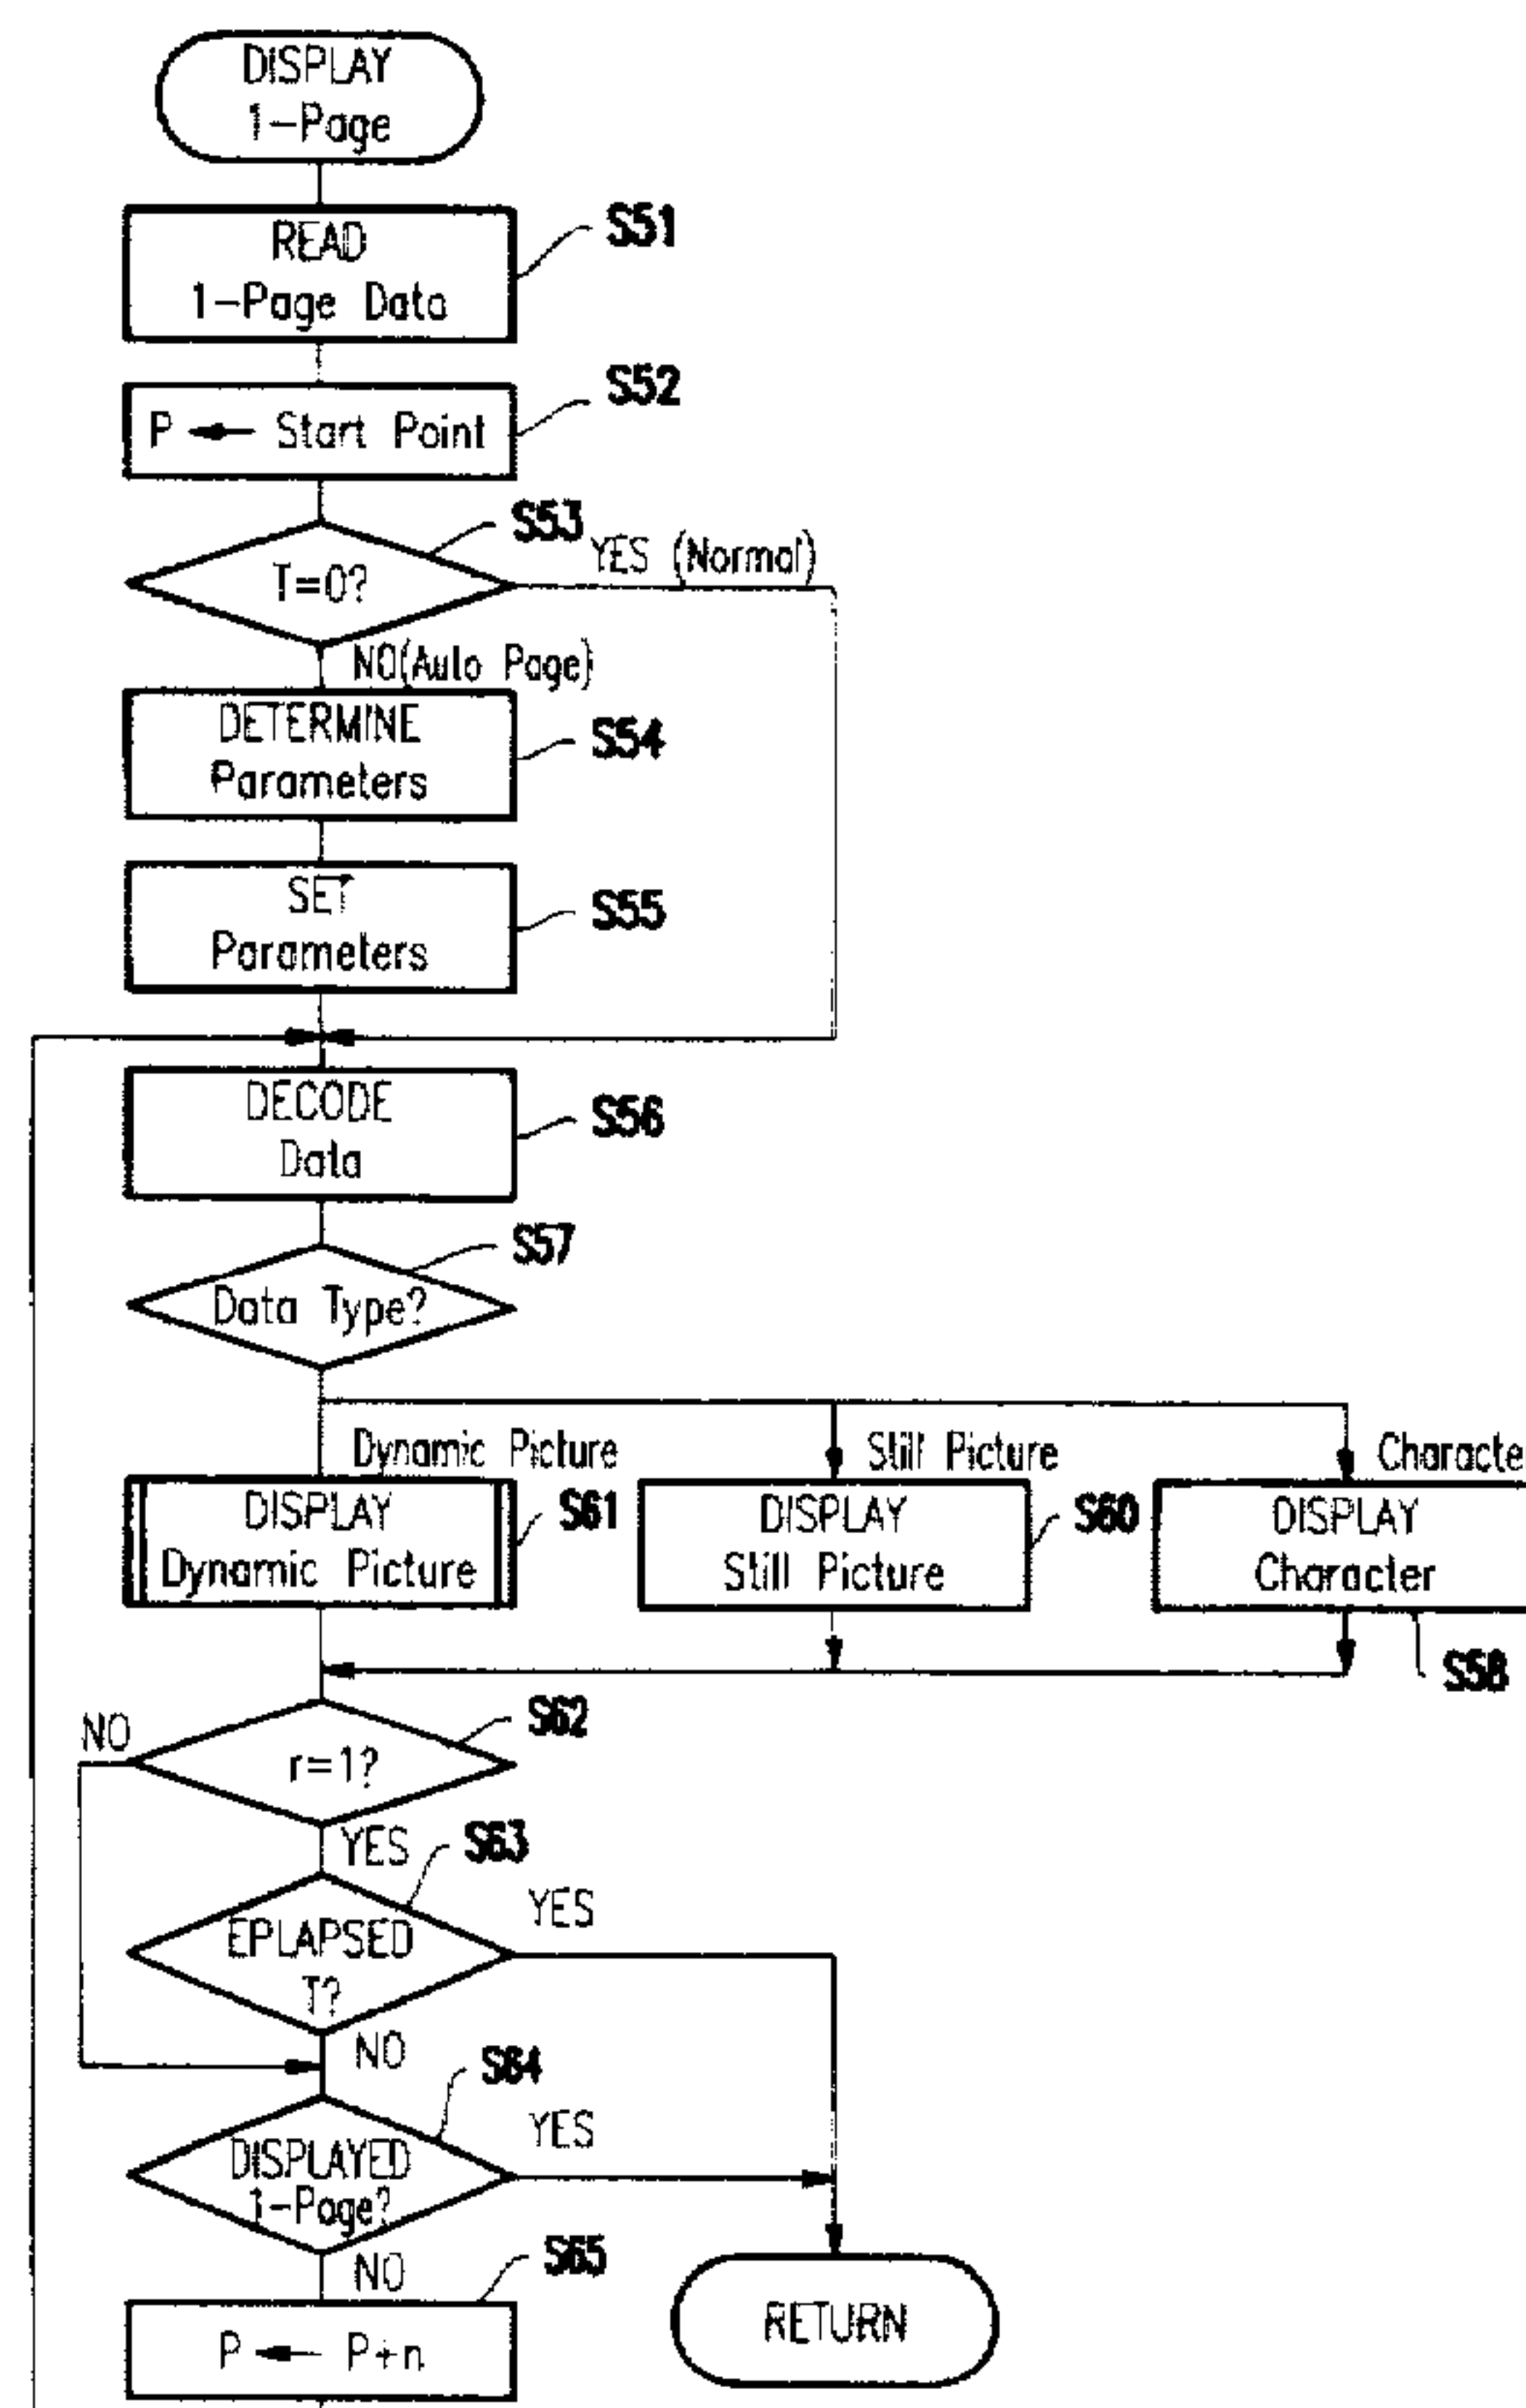 DISPLAY
1-Page
READ
1-Page Data
S51
P ← Start Point
S52
S53
T=0?
YES (Normal)
NO(Auto Page)
DETERMINE
Parameters
S54
SET
Parameters
S55
DECODE
Data
S56
S57
Data Type?
Dynamic Picture
Still Picture
Characte
DISPLAY
Dynamic Picture
S61
DISPLAY
Still Picture
S60
DISPLAY
Character
S58
S62
NO
r=1?
YES
S63
EPLAPSED
T?
YES
NO
S64
DISPLAYED
1-Page?
YES
NO
S65
P ← P+n
RETURN